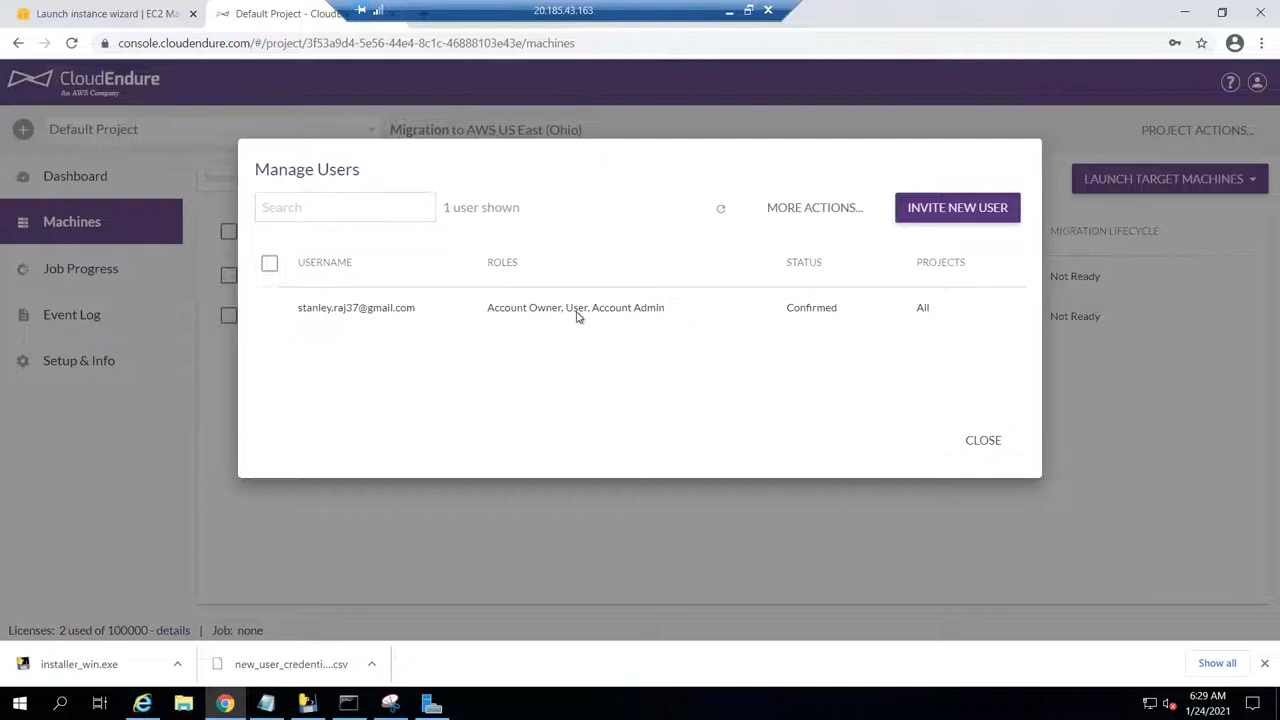 Launch instance wizard | EC2 Ma
Default Project - CloudEndure
20.185.43.163
console.cloudendure.com/#/project/3f53a9d4-5e56-44e4-8c1c-46888103e43e/machines
CloudEndure
An AWS Company
Default Project
Migration to AWS US East (Ohio)
PROJECT ACTIONS...
Manage Users
Dashboard
LAUNCH TARGET MACHINES
Search
1 user shown
MORE ACTIONS...
INVITE NEW USER
Machines
MIGRATION LIFECYCLE
USERNAME
ROLES
STATUS
PROJECTS
Job Progress
Not Ready
stanley.raj37@gmail.com
Account Owner, User, Account Admin
Confirmed
All
Event Log
Not Ready
Setup & Info
CLOSE
Licenses: 2 used of 100000 - details | Job: none
installer_win.exe
new_user_credenti....csv
Show all
6:29 AM
1/24/2021